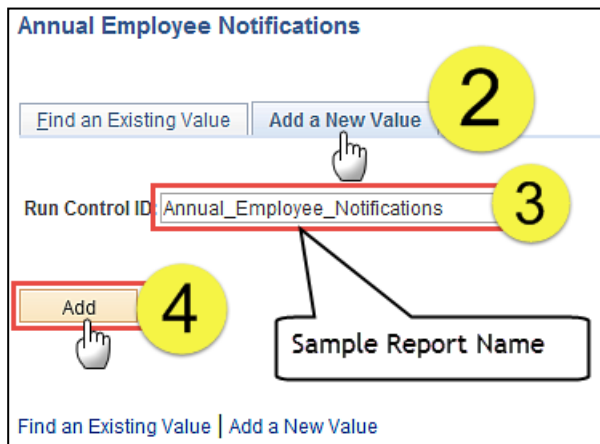 Annual Employee Notifications
Find an Existing Value Add a New Value 2
Run Control ID: Annual_Employee_Notifications 3
Add 4
Sample Report Name
Find an Existing Value | Add a New Value